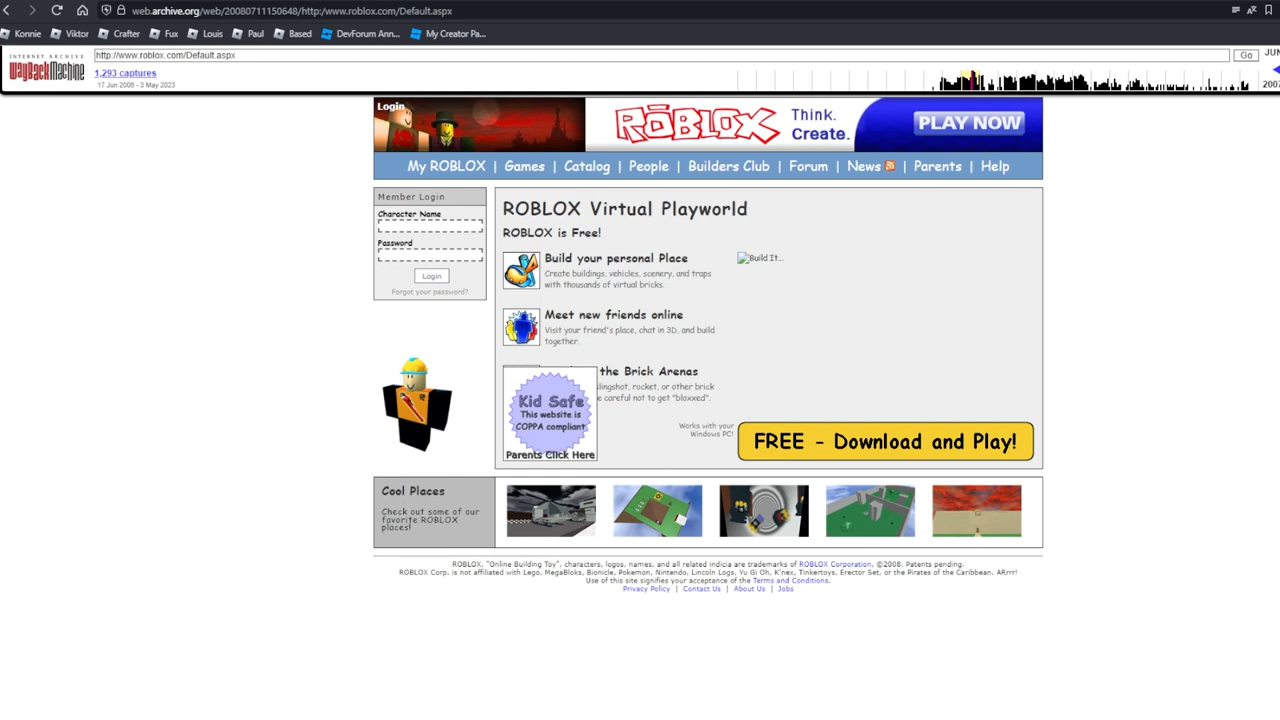 web.archive.org/web/20080711150648/http:/www.roblox.com/Default.aspx
Konnie Viktor Crafter Fux Louis Paul Based DevForum Ann... My Creator Pa...
INTERNET ARCHIVE
WayBackMachine
http://www.roblox.com/Default.aspx
Go
JUN
1,293 captures
17 Jun 2006 - 3 May 2023
2007
Login
ROBLOX
Think.
Create.
PLAY NOW
My ROBLOX | Games | Catalog | People | Builders Club | Forum | News | Parents | Help
Member Login
Character Name
Password
Login
Forgot your password?
ROBLOX Virtual Playworld
ROBLOX is Free!
Build your personal Place
Create buildings, vehicles, scenery, and traps
with thousands of virtual bricks.
Build It...
Meet new friends online
Visit your friend's place, chat in 3D, and build
together.
the Brick Arenas
slingshot, rocket, or other brick
e careful not to get "bloxxed".
Kid Safe
This website is
COPPA compliant
Parents Click Here
Works with your
Windows PC!
FREE - Download and Play!
Cool Places
Check out some of our
favorite ROBLOX
places!
ROBLOX, "Online Building Toy", characters, logos, names, and all related indicia are trademarks of ROBLOX Corporation, ©2008. Patents pending.
ROBLOX Corp. is not affiliated with Lego, MegaBloks, Bionicle, Pokemon, Nintendo, Lincoln Logs, Yu Gi Oh, K'nex, Tinkertoys, Erector Set, or the Pirates of the Caribbean. ARrrr!
Use of this site signifies your acceptance of the Terms and Conditions.
Privacy Policy | Contact Us | About Us | Jobs